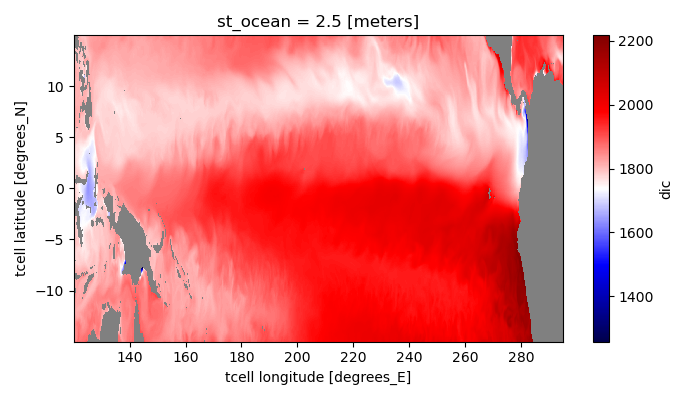 st_ocean = 2.5 [meters]
10
5
0
−5
−10
tcell latitude [degrees_N]
140 160 180 200 220 240 260 280
tcell longitude [degrees_E]
2200
2000
1800
1600
1400
dic